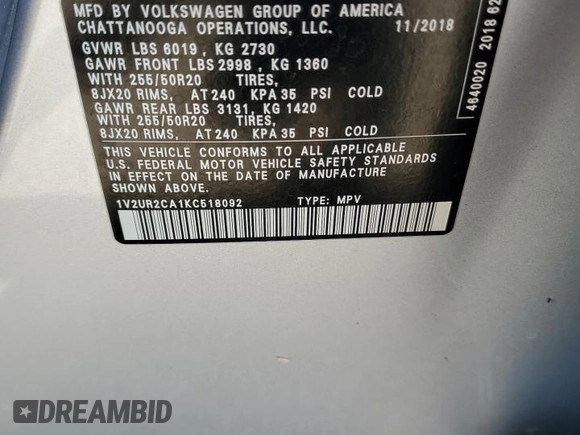 MFD BY VOLKSWAGEN GROUP OF AMERICA
CHATTANOOGA OPERATIONS, LLC. 11/2018
GVWR LBS 6019, KG 2730
GAWR FRONT LBS 2998, KG 1360
WITH 255/50R20 TIRES,
8JX20 RIMS, AT 240 KPA 35 PSI COLD
GAWR REAR LBS 3131, KG 1420
WITH 255/50R20 TIRES,
8JX20 RIMS, AT 240 KPA 35 PSI COLD
THIS VEHICLE CONFORMS TO ALL APPLICABLE
U.S. FEDERAL MOTOR VEHICLE SAFETY STANDARDS
IN EFFECT ON THE DATE OF MANUFACTURE
SHOWN ABOVE.
1V2UR2CA1KC518092 TYPE: MPV
4640020 2018 62
DREAMBID